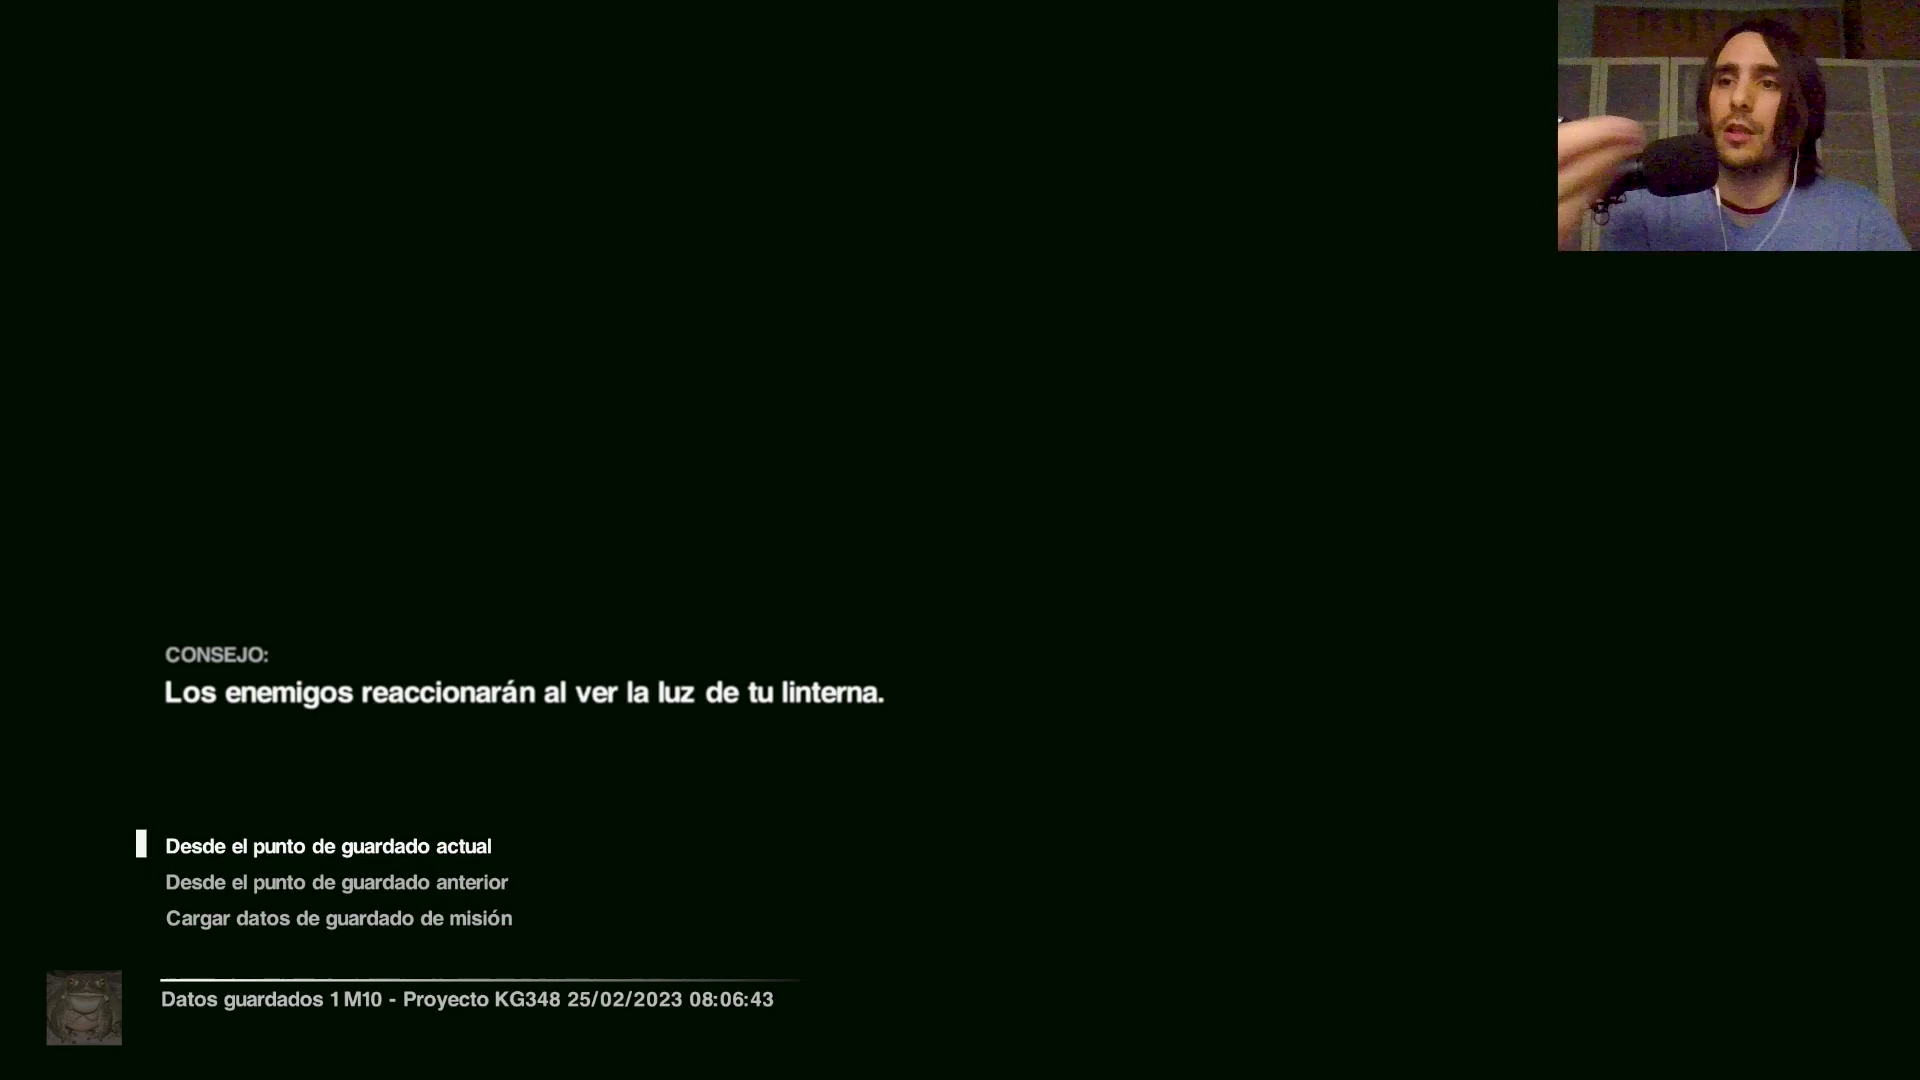 CONSEJO:
Los enemigos reaccionarán al ver la luz de tu linterna.
Desde el punto de guardado actual
Desde el punto de guardado anterior
Cargar datos de guardado de misión
Datos guardados 1 M10 - Proyecto KG348 25/02/2023 08:06:43